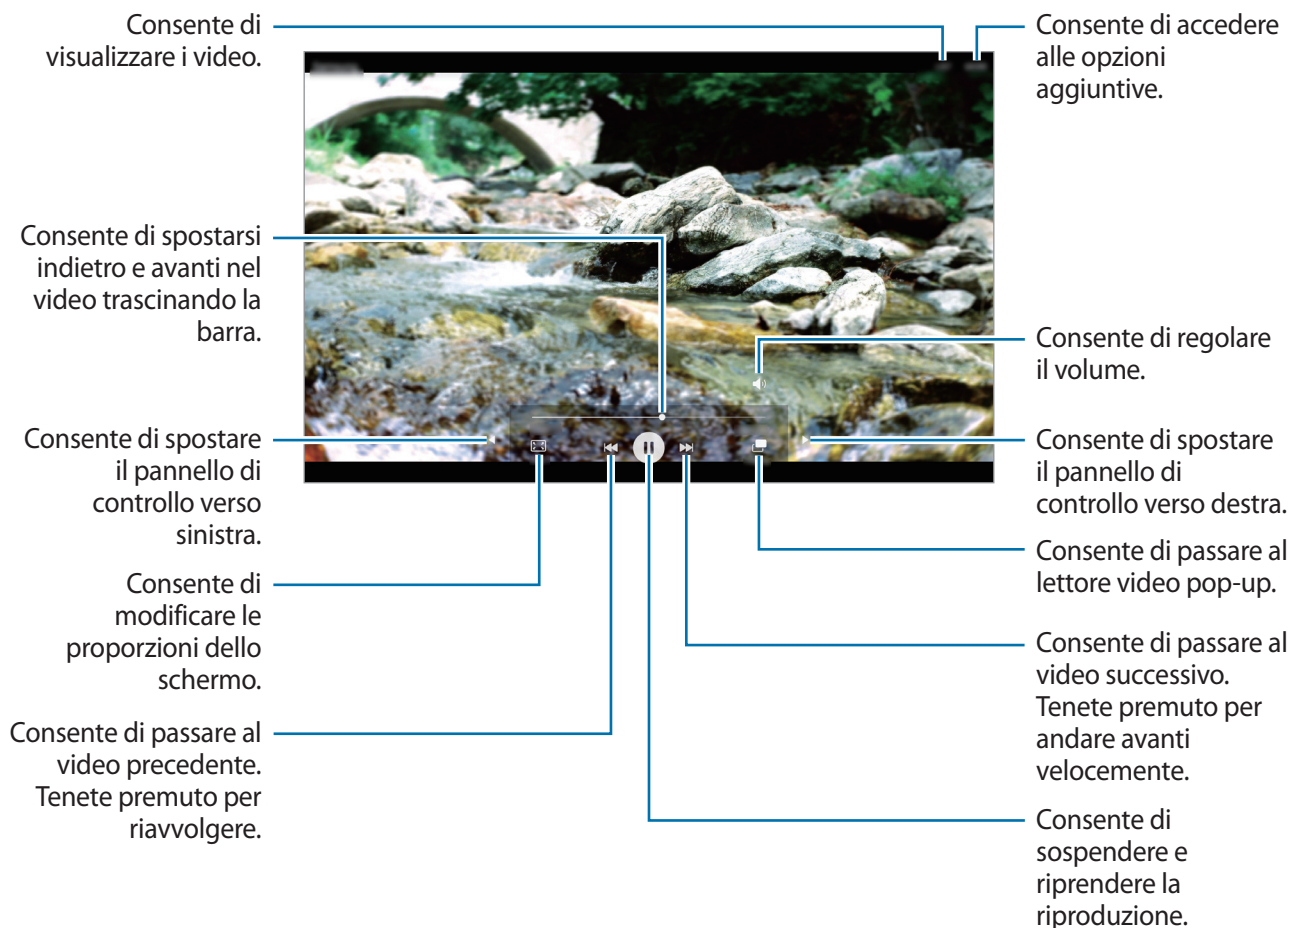 Consente di
visualizzare i video.
Consente di spostarsi
indietro e avanti nel
video trascinando la
barra.
Consente di spostare
il pannello di
controllo verso
sinistra.
Consente di
modificare le
proporzioni dello
schermo.
Consente di passare al
video precedente.
Tenete premuto per
riavvolgere.
Consente di accedere
alle opzioni
aggiuntive.
Consente di regolare
il volume.
Consente di spostare
il pannello di
controllo verso destra.
Consente di passare al
lettore video pop-up.
Consente di passare al
video successivo.
Tenete premuto per
andare avanti
velocemente.
Consente di
sospendere e
riprendere la
riproduzione.